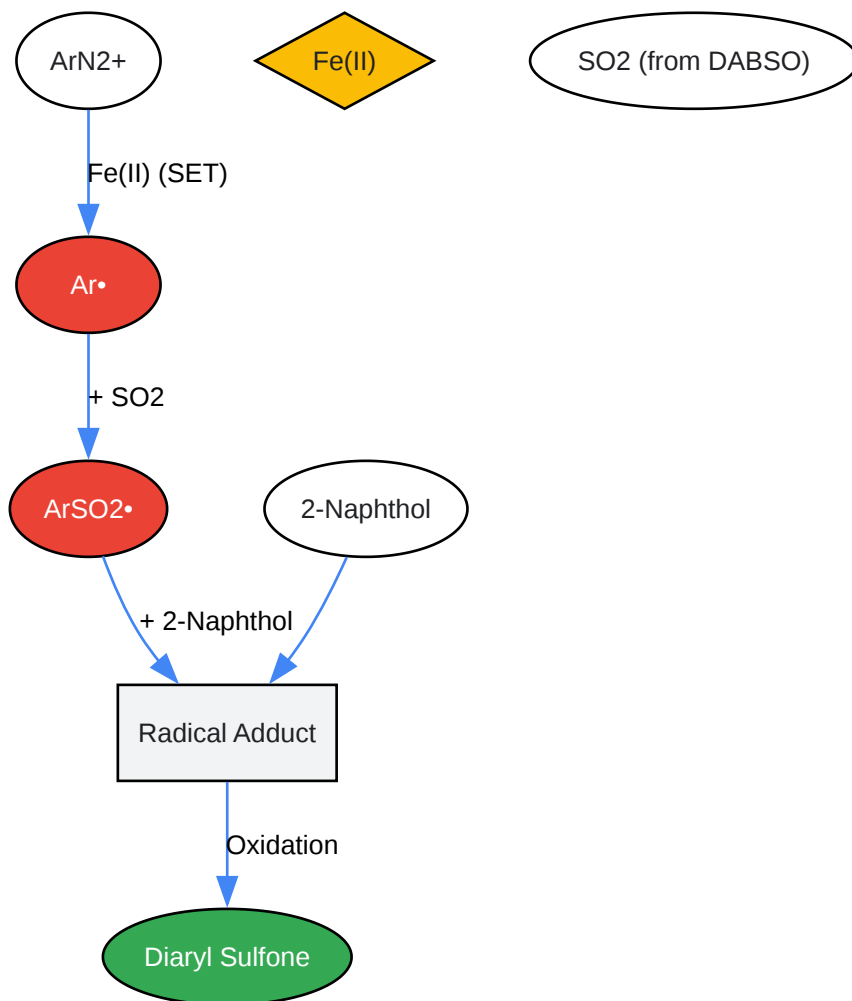 ArN2+
Fe(II)
SO2 (from DABSO)
Fe(II) (SET)
Ar•
+ SO2
ArSO2•
2-Naphthol
+ 2-Naphthol
Radical Adduct
Oxidation
Diaryl Sulfone